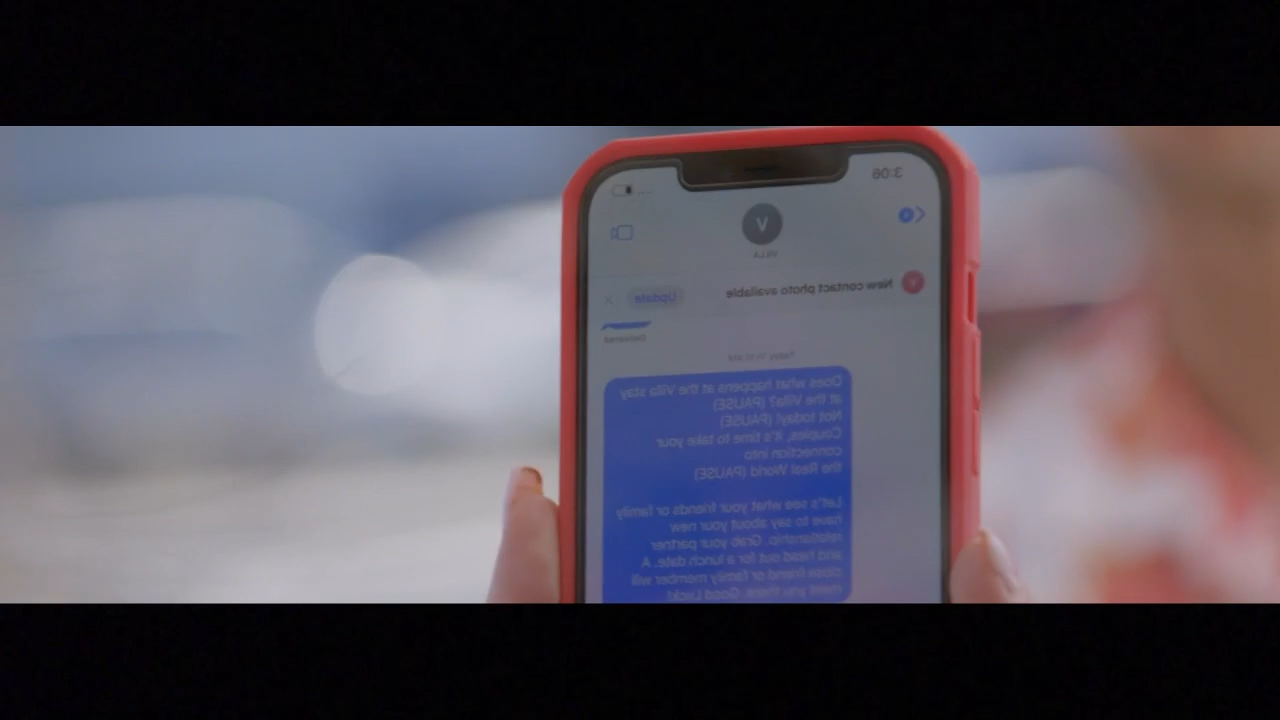 3:06
V
VILLA
New contact photo available
Update
Delivered
Does what happens at the Villa stay
at the Villa? (PAUSE)
Not today! (PAUSE)
Couples, it's time to take your
connection into
the Real World (PAUSE)
Let's see what your friends or family
have to say about your new
relationship. Grab your partner
and head out for a lunch date. A
close friend or family member will
meet you there. Good Luck!